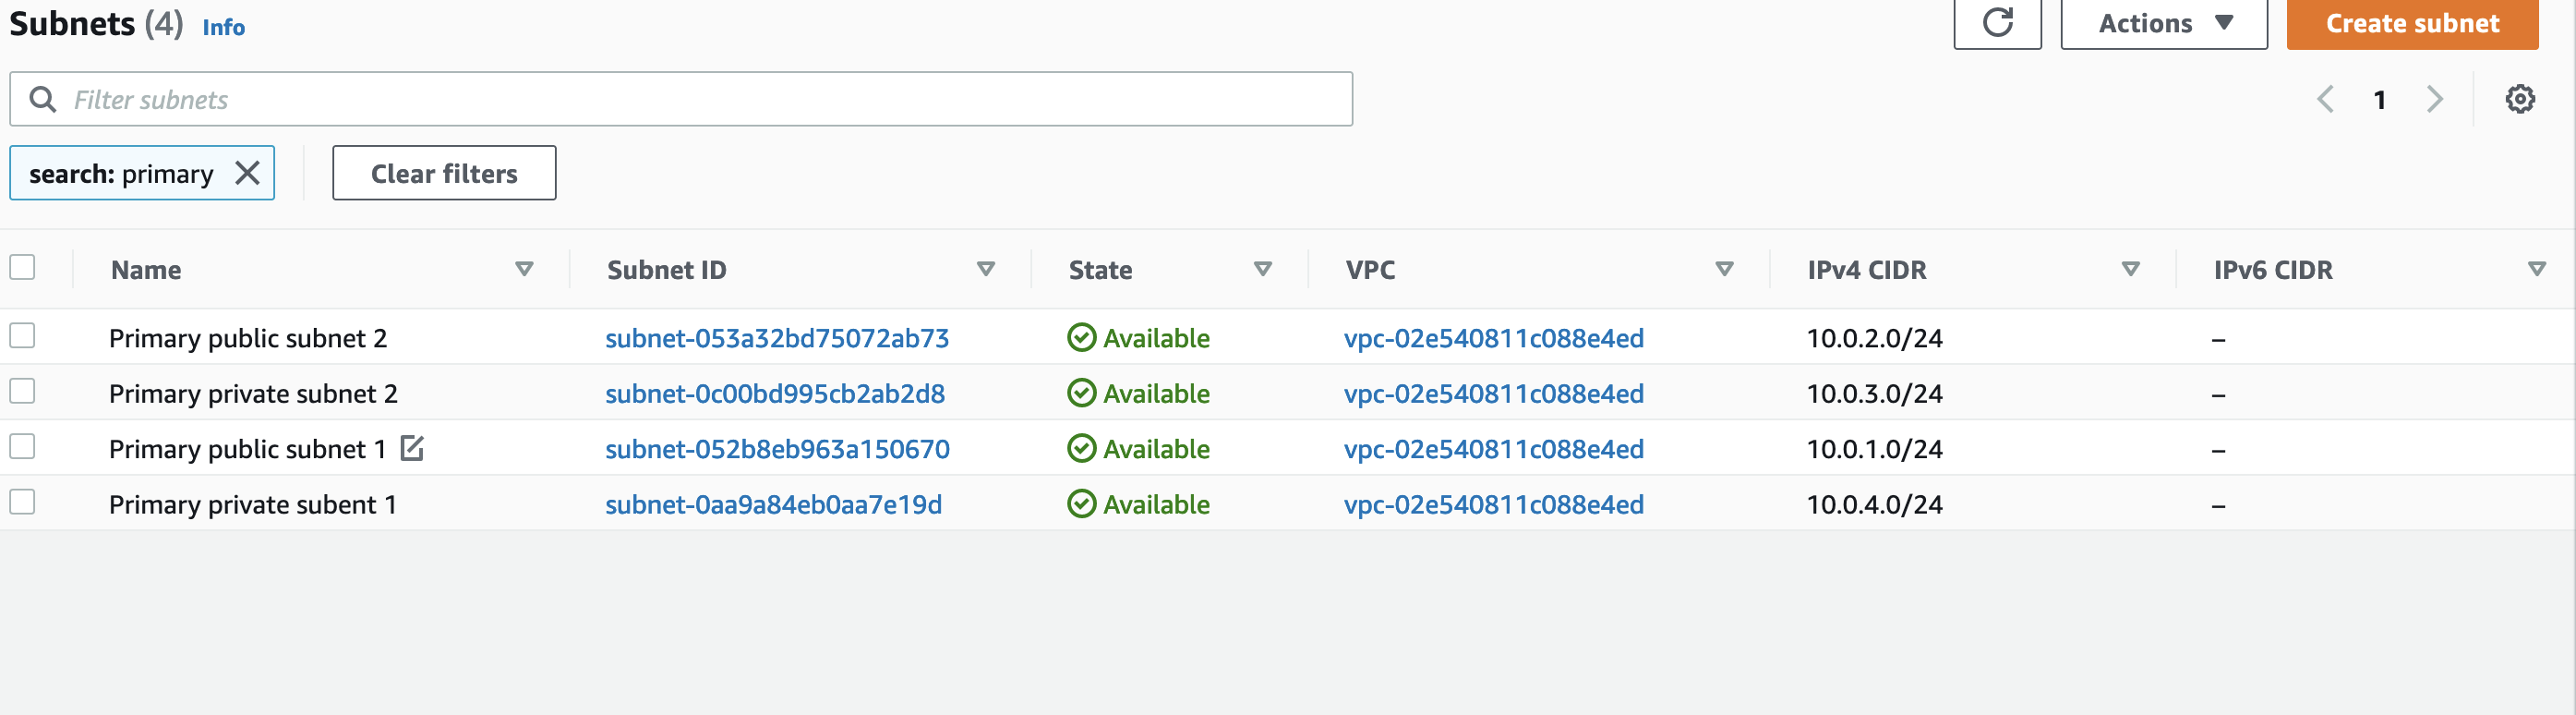 Subnets (4) Info
Actions
Create subnet
Filter subnets
1
search: primary
Clear filters
Name Subnet ID State VPC IPv4 CIDR IPv6 CIDR
Primary public subnet 2 subnet-053a32bd75072ab73 Available vpc-02e540811c088e4ed 10.0.2.0/24 –
Primary private subnet 2 subnet-0c00bd995cb2ab2d8 Available vpc-02e540811c088e4ed 10.0.3.0/24 –
Primary public subnet 1 subnet-052b8eb963a150670 Available vpc-02e540811c088e4ed 10.0.1.0/24 –
Primary private subent 1 subnet-0aa9a84eb0aa7e19d Available vpc-02e540811c088e4ed 10.0.4.0/24 –